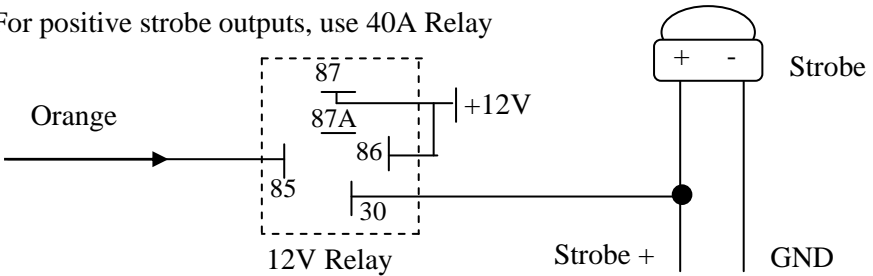 For positive strobe outputs, use 40A Relay
+ -
Strobe
87
+12V
Orange
87A
86
85
30
12V Relay
Strobe +
GND